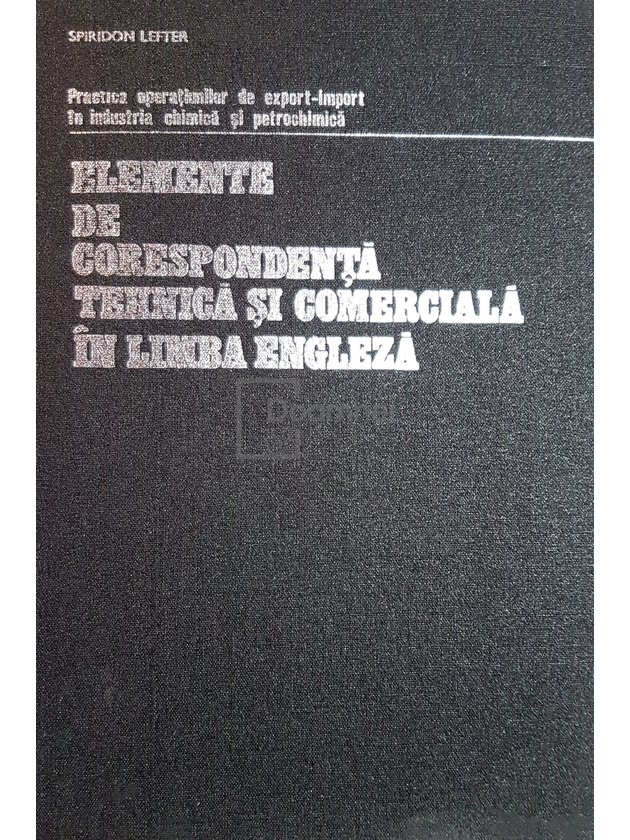 SPIRIDON LEFTER
Practica operațiunilor de export-import
în industria chimică și petrochimică
ELEMENTE
DE
CORESPONDENȚĂ
TEHNICĂ ȘI COMERCIALĂ
ÎN LIMBA ENGLEZĂ